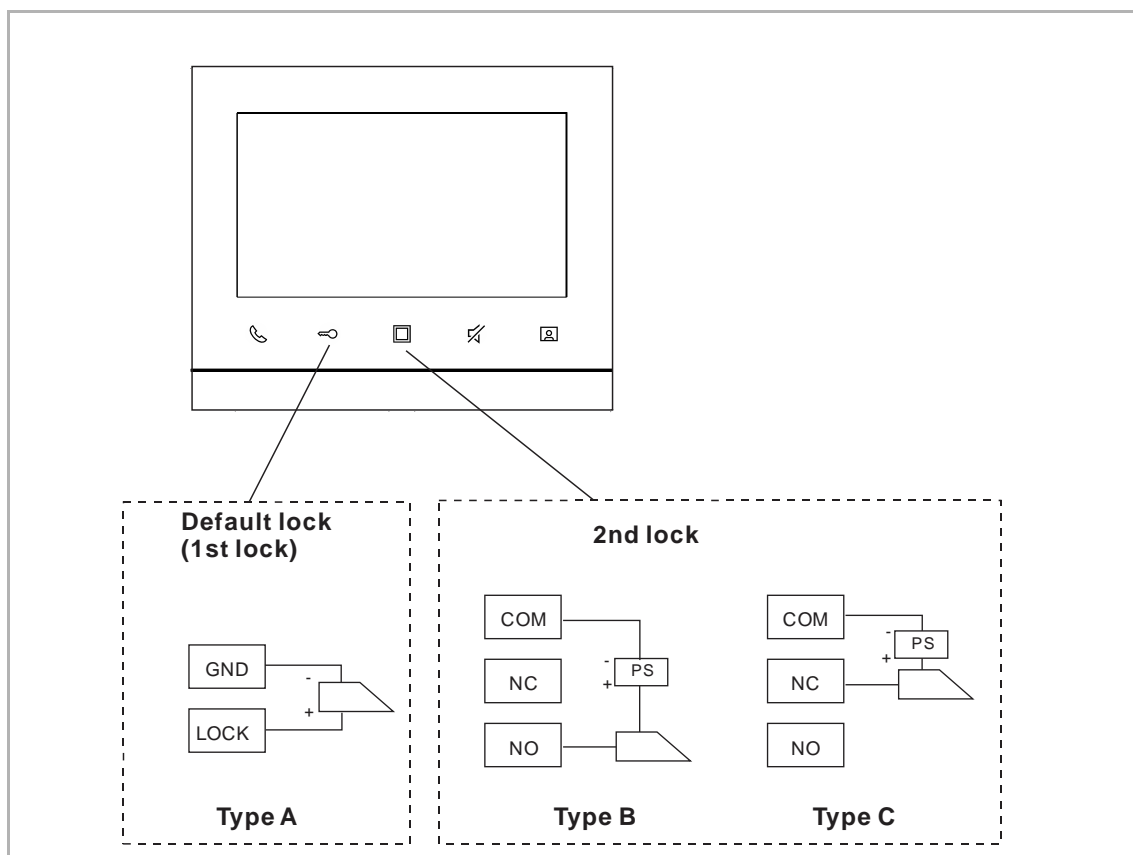 Default lock
(1st lock)
GND
-
+
LOCK
Type A
2nd lock
COM
-
PS
+
NC
NO
Type B
COM
-
PS
+
NC
NO
Type C